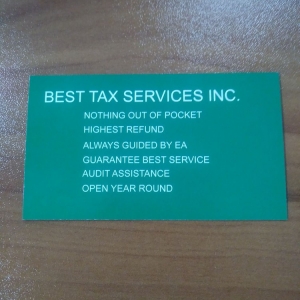 BEST TAX SERVICES INC.
NOTHING OUT OF POCKET
HIGHEST REFUND
ALWAYS GUIDED BY EA
GUARANTEE BEST SERVICE
AUDIT ASSISTANCE
OPEN YEAR ROUND